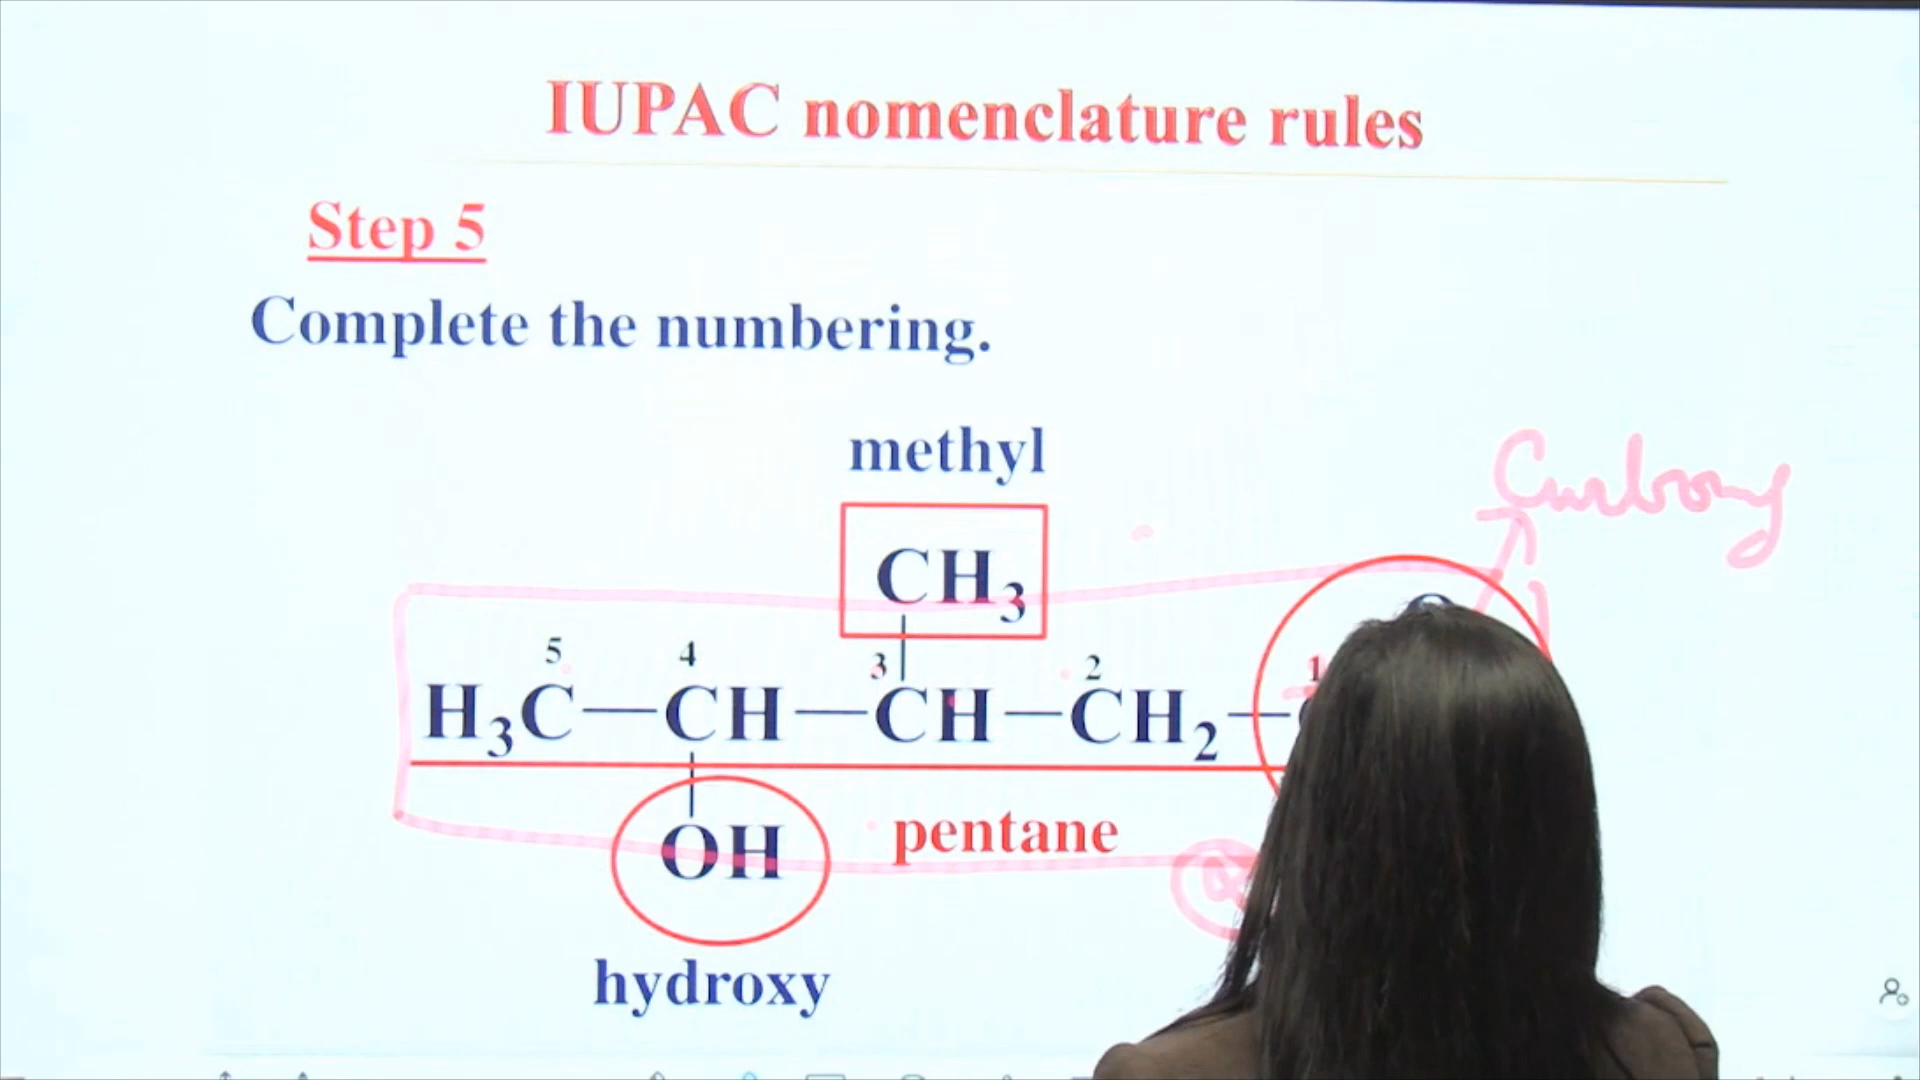 IUPAC nomenclature rules
Step 5
Complete the numbering.
methyl
CH₃
5 4 3 2 1
H₃C—CH—CH—CH₂—
OH
pentane
hydroxy